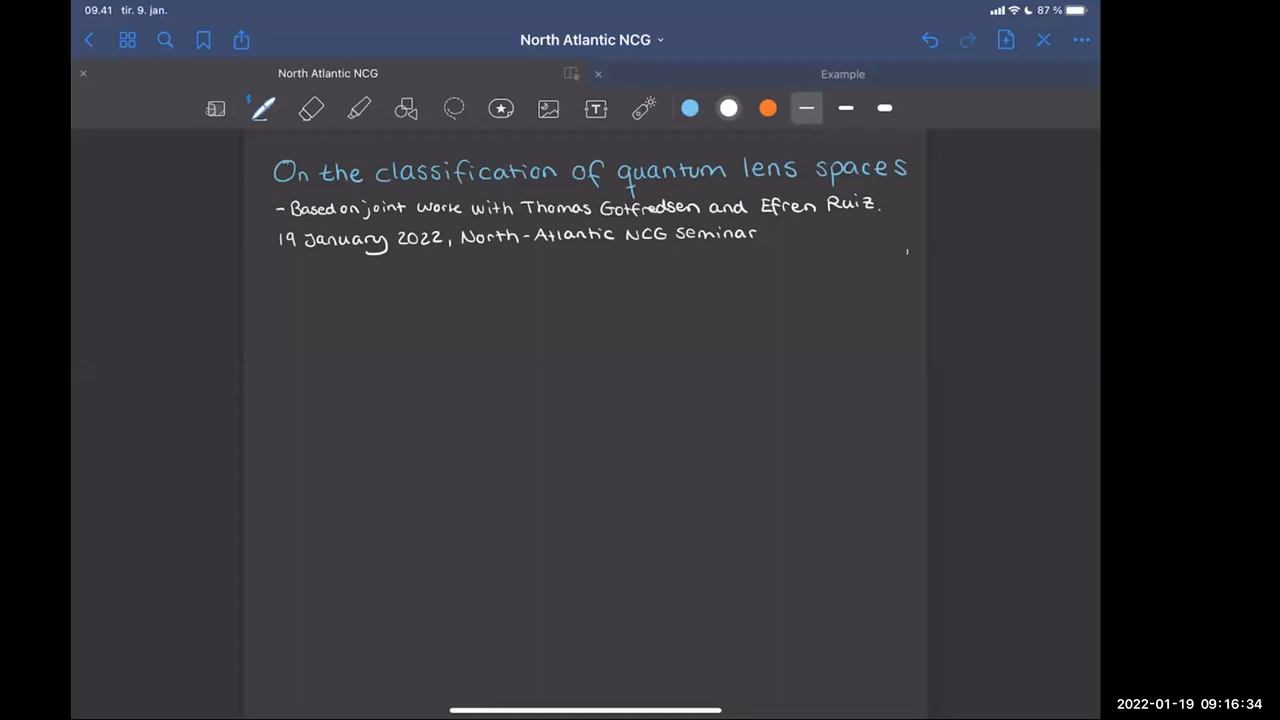 09.41 tir. 9. jan.
87 %
North Atlantic NCG
North Atlantic NCG
Example
On the classification of quantum lens spaces
- Based on joint work with Thomas Gotfredsen and Efren Ruiz.
19 January 2022, North-Atlantic NCG Seminar
2022-01-19 09:16:34